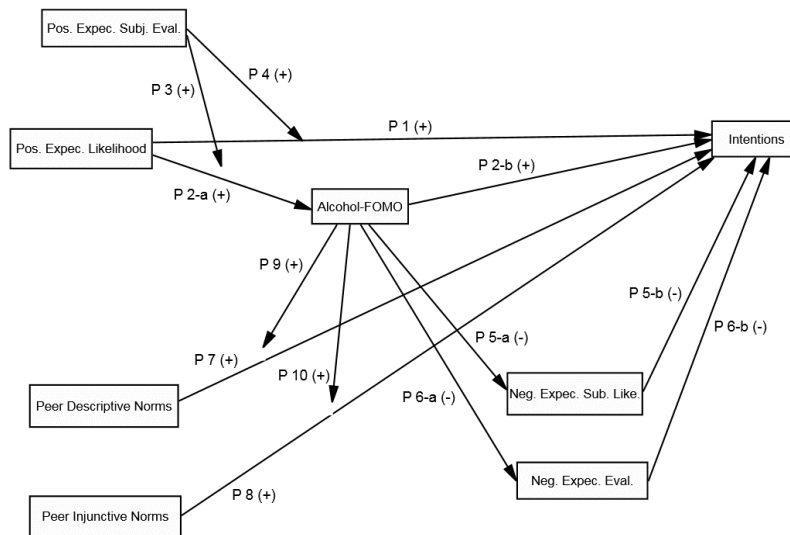 Pos. Expec. Subj. Eval.
P 4 (+)
P 3 (+)
P 1 (+)
Intentions
Pos. Expec. Likelihood
P 2-b (+)
P 2-a (+)
Alcohol-FOMO
P 9 (+)
P 5-b (-)
P 6-b (-)
P 5-a (-)
P 7 (+)
P 10 (+)
P 6-a (-)
Neg. Expec. Sub. Like.
Peer Descriptive Norms
Neg. Expec. Eval.
P 8 (+)
Peer Injunctive Norms